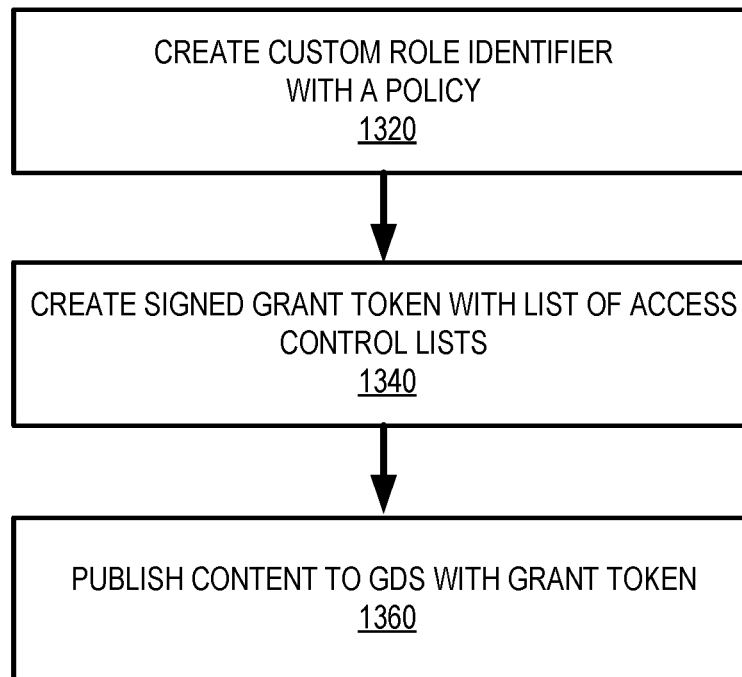 CREATE CUSTOM ROLE IDENTIFIER
WITH A POLICY
1320
CREATE SIGNED GRANT TOKEN WITH LIST OF ACCESS
CONTROL LISTS
1340
PUBLISH CONTENT TO GDS WITH GRANT TOKEN
1360